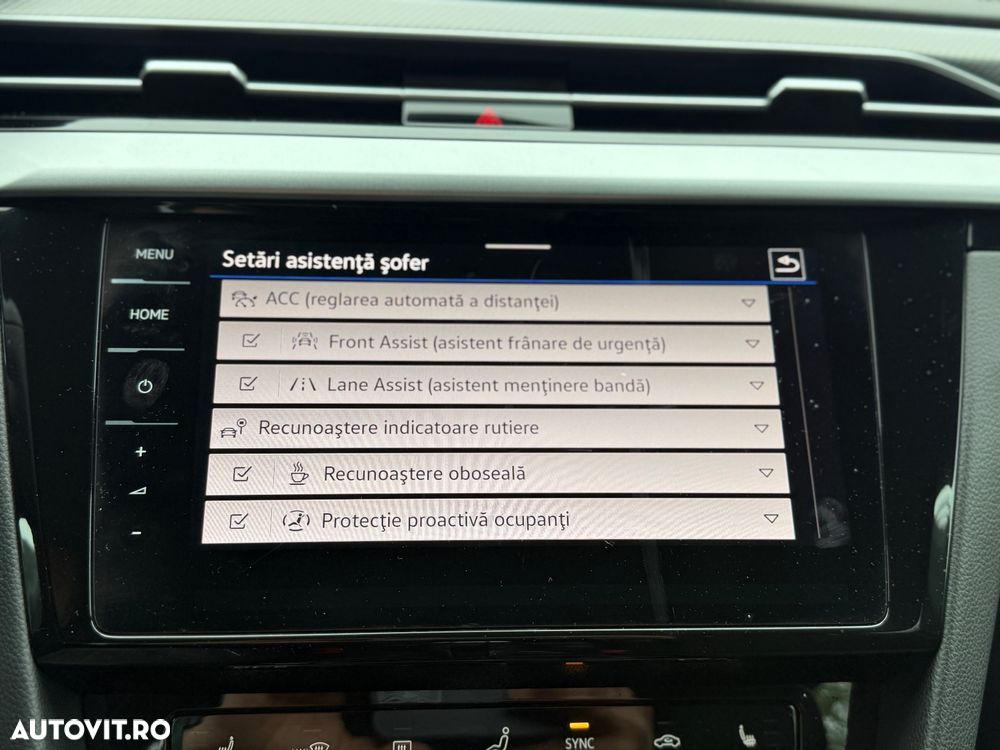 MENU
Setări asistenţă şofer
ACC (reglarea automată a distanţei)
HOME
Front Assist (asistent frânare de urgenţă)
Lane Assist (asistent menţinere bandă)
Recunoaştere indicatoare rutiere
+
Recunoaştere oboseală
Protecţie proactivă ocupanţi
-
AUTOVIT.RO
SYNC